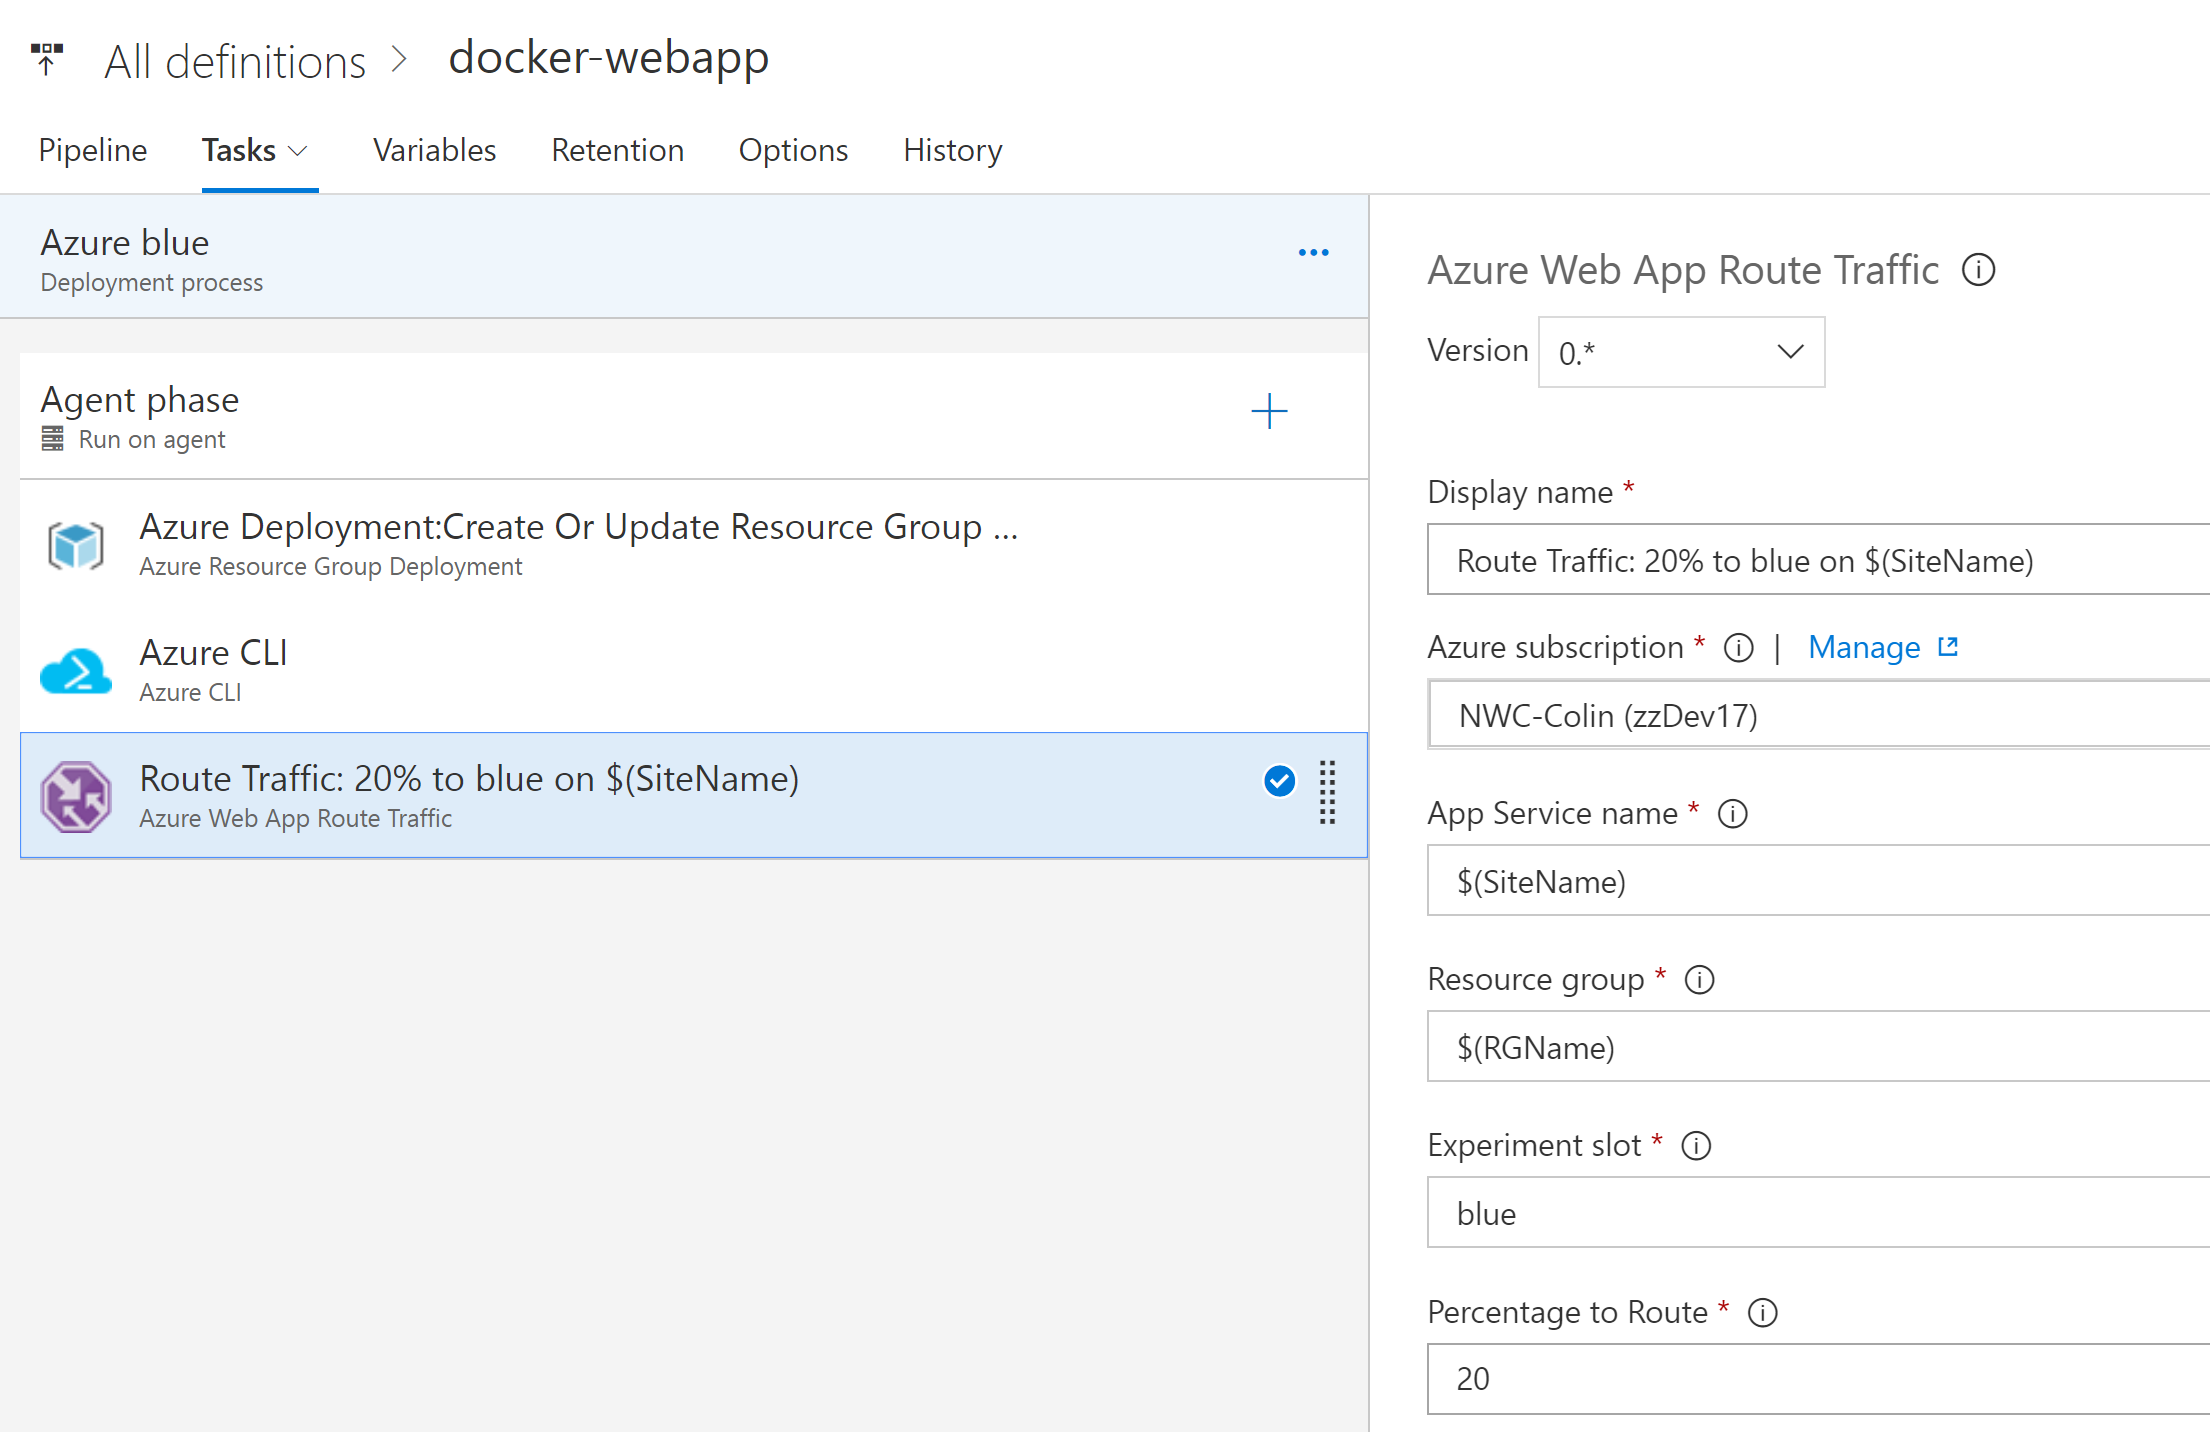 All definitions > docker-webapp
Pipeline Tasks Variables Retention Options History
Azure blue
Deployment process
...
Agent phase
Run on agent
Azure Deployment:Create Or Update Resource Group ...
Azure Resource Group Deployment
Azure CLI
Azure CLI
Route Traffic: 20% to blue on $(SiteName)
Azure Web App Route Traffic
Azure Web App Route Traffic
Version 0.*
Display name *
Route Traffic: 20% to blue on $(SiteName)
Azure subscription * | Manage
NWC-Colin (zzDev17)
App Service name *
$(SiteName)
Resource group *
$(RGName)
Experiment slot *
blue
Percentage to Route *
20